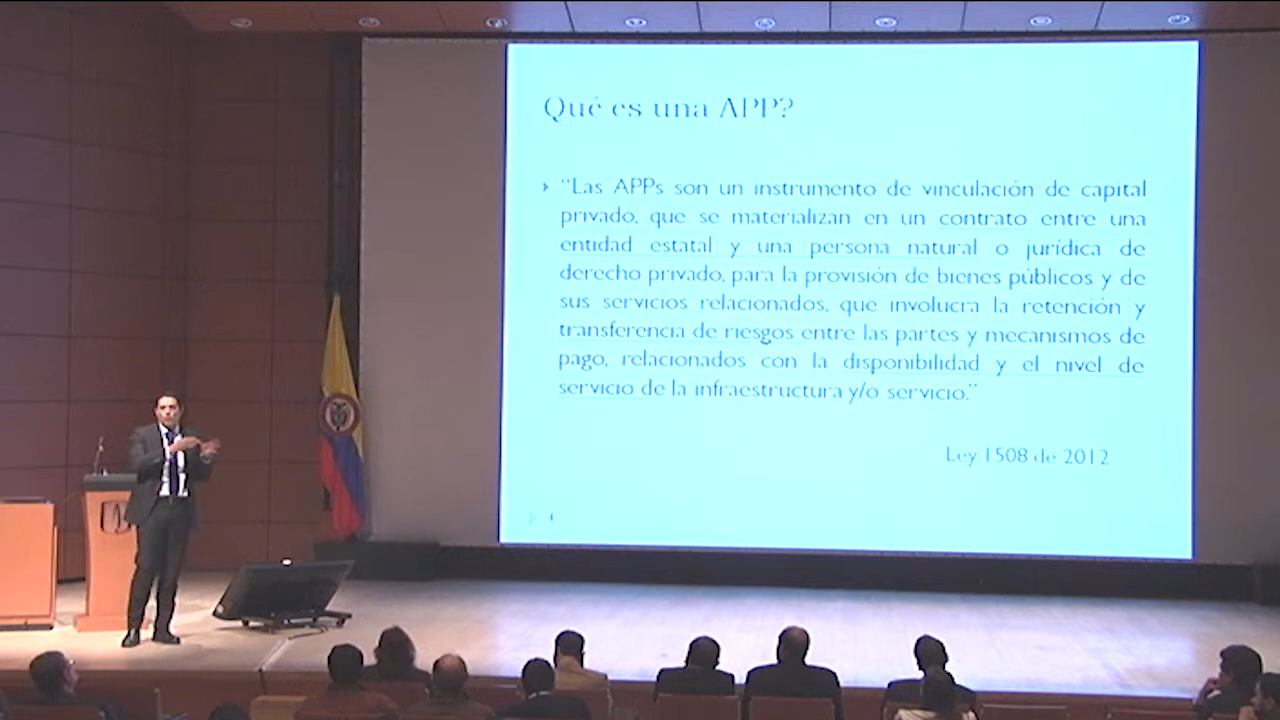 Qué es una APP?
“Las APPs son un instrumento de vinculación de capital
privado, que se materializan en un contrato entre una
entidad estatal y una persona natural o jurídica de
derecho privado, para la provisión de bienes públicos y de
sus servicios relacionados, que involucra la retención y
transferencia de riesgos entre las partes y mecanismos de
pago, relacionados con la disponibilidad y el nivel de
servicio de la infraestructura y/o servicio.”
Ley 1508 de 2012
4